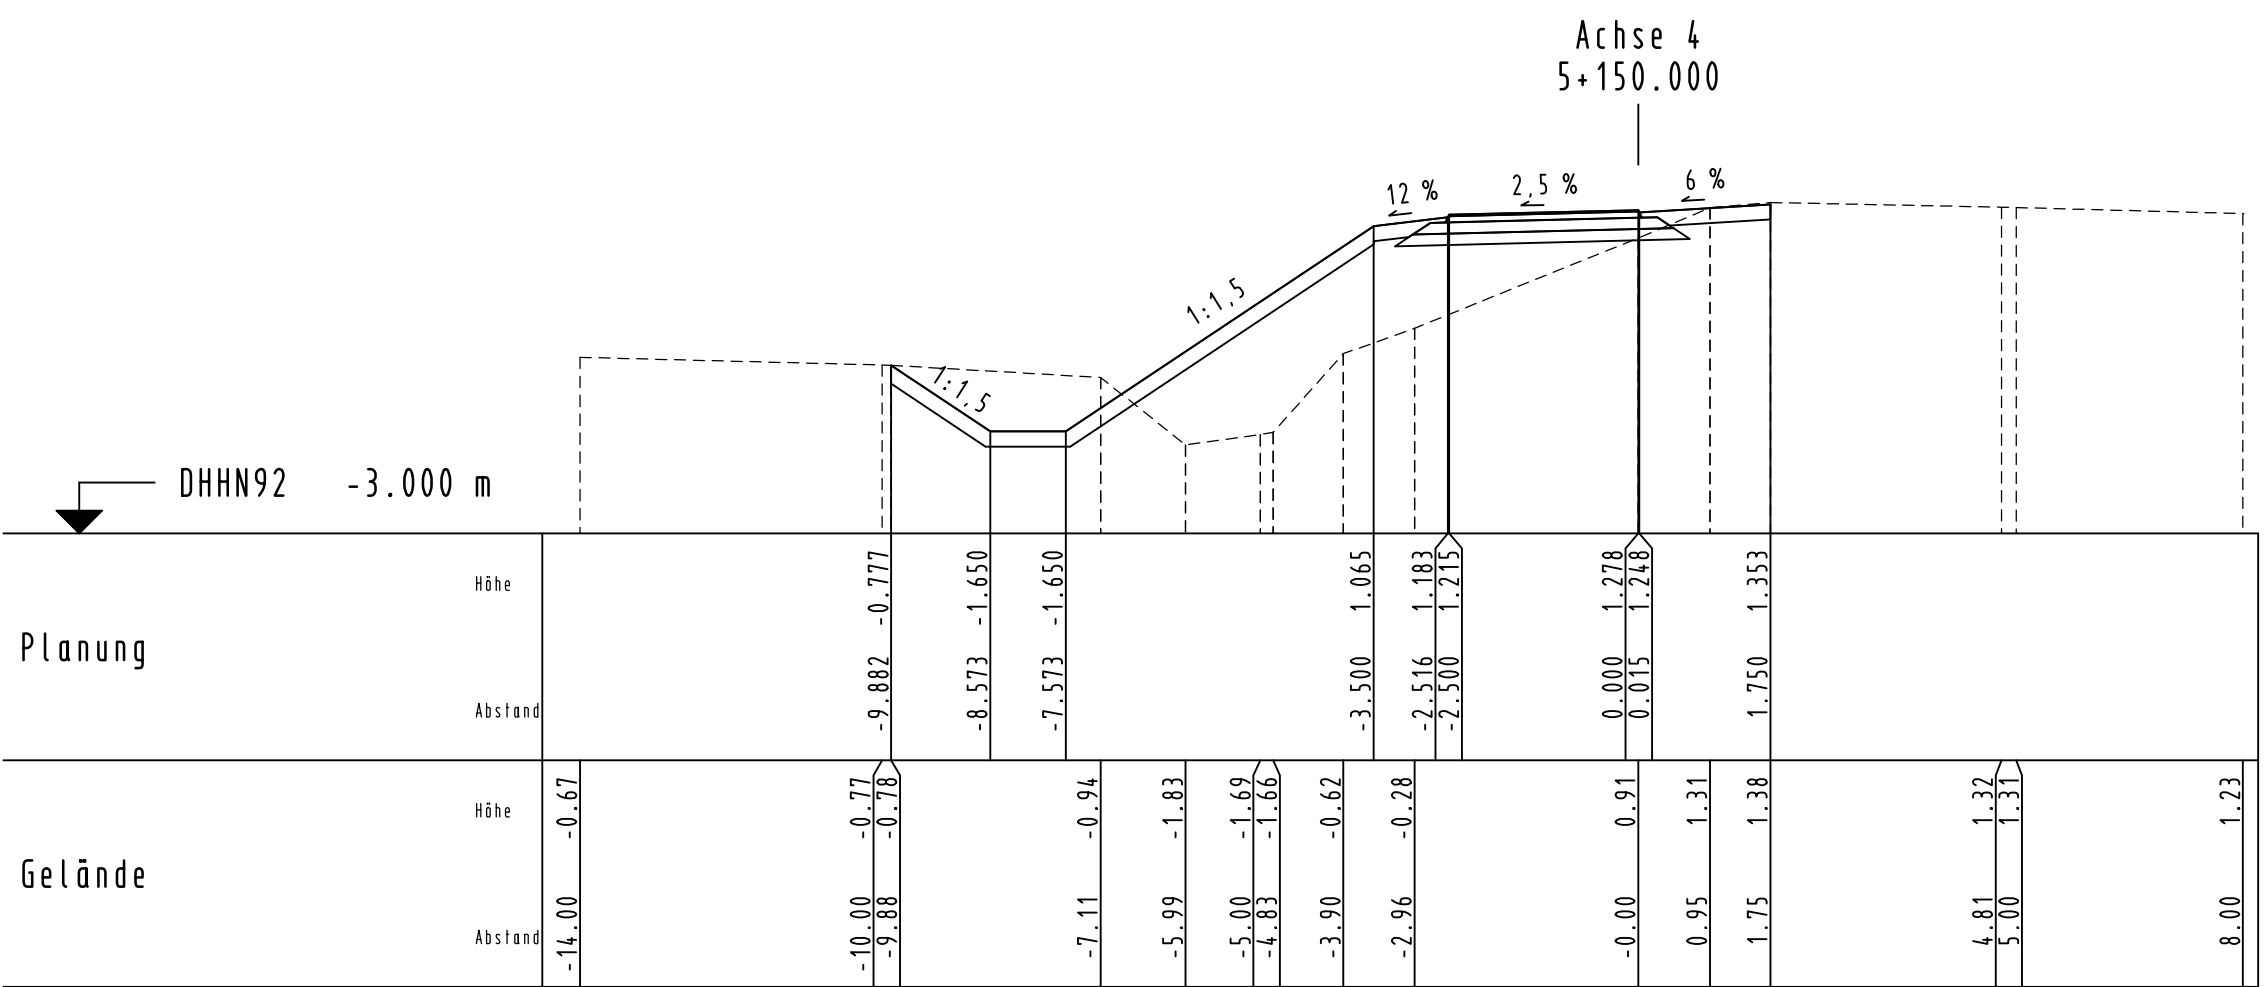 Achse 4
5+150.000
12 %
2,5 %
6 %
1:1,5
1:1,5
DHHN92 -3.000 m
Planung
Höhe
-0.777 -1.650 -1.650 1.065 1.183 1.215 1.278 1.248 1.353
Abstand
-9.882 -8.573 -7.573 -3.500 -2.516 -2.500 0.000 0.015 1.750
Gelände
Höhe
-0.67 -0.77 -0.78 -0.94 -1.83 -1.69 -1.66 -0.62 -0.28 0.91 1.31 1.38 1.32 1.31 1.23
Abstand
-14.00 -10.00 -9.88 -7.11 -5.99 -5.00 -4.83 -3.90 -2.96 -0.00 0.95 1.75 4.81 5.00 8.00